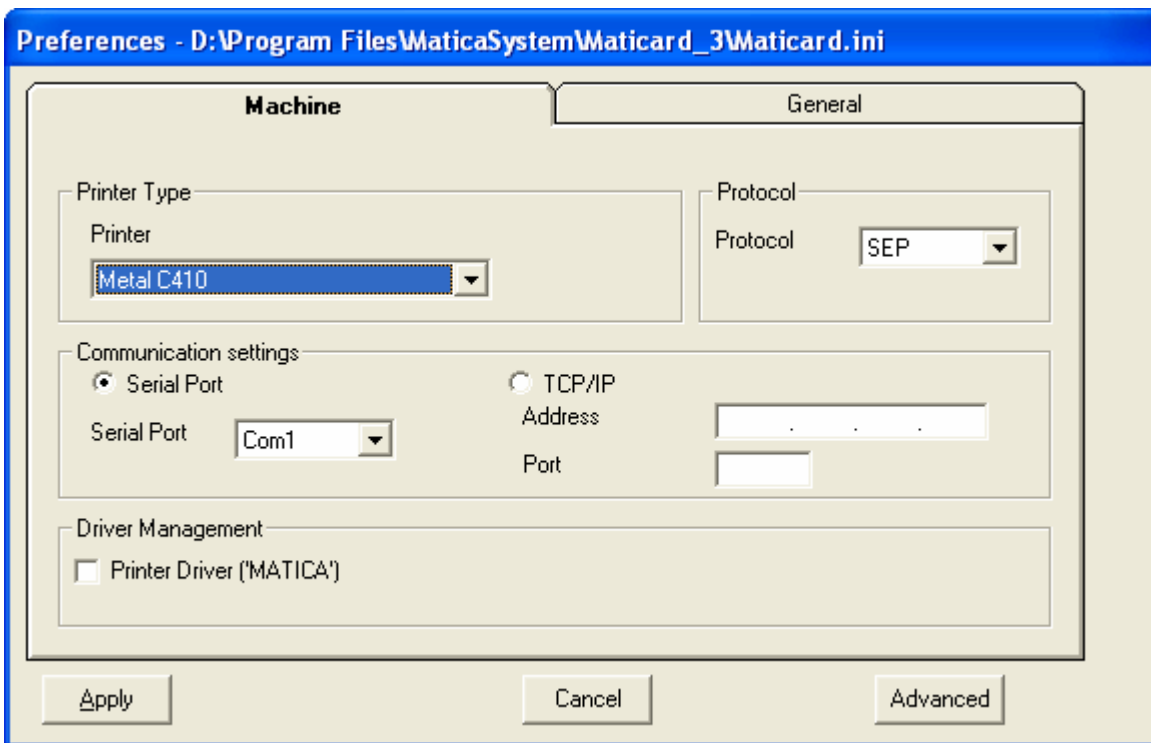 Preferences - D:\Program Files\MaticaSystem\Maticard_3\Maticard.ini
Machine General
Printer Type Protocol
Printer
Protocol SEP
Metal C410
Communication settings
Serial Port TCP/IP
Address . . .
Serial Port Com1
Port
Driver Management
Printer Driver ('MATICA')
Apply Cancel Advanced